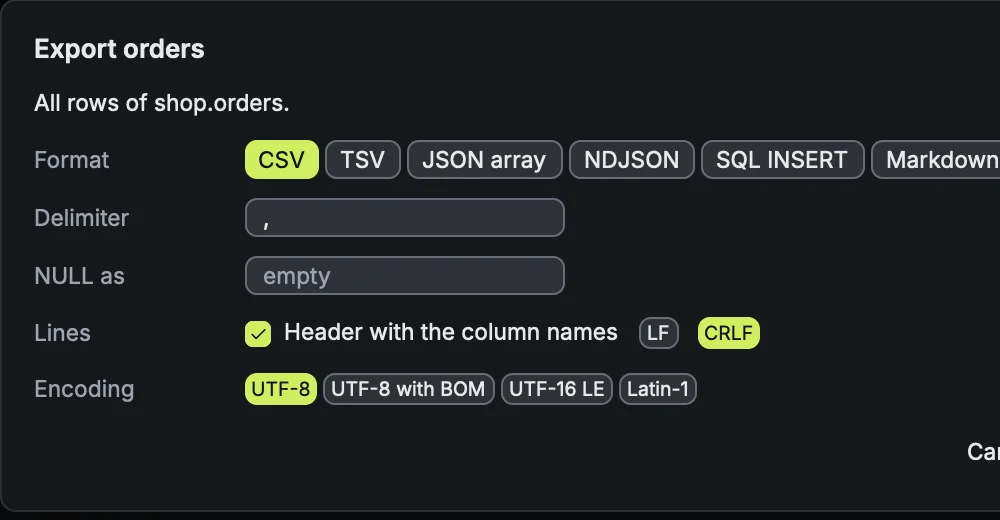 Export orders
All rows of shop.orders.
Format CSV TSV JSON array NDJSON SQL INSERT Markdown
Delimiter ,
NULL as empty
Lines Header with the column names LF CRLF
Encoding UTF-8 UTF-8 with BOM UTF-16 LE Latin-1